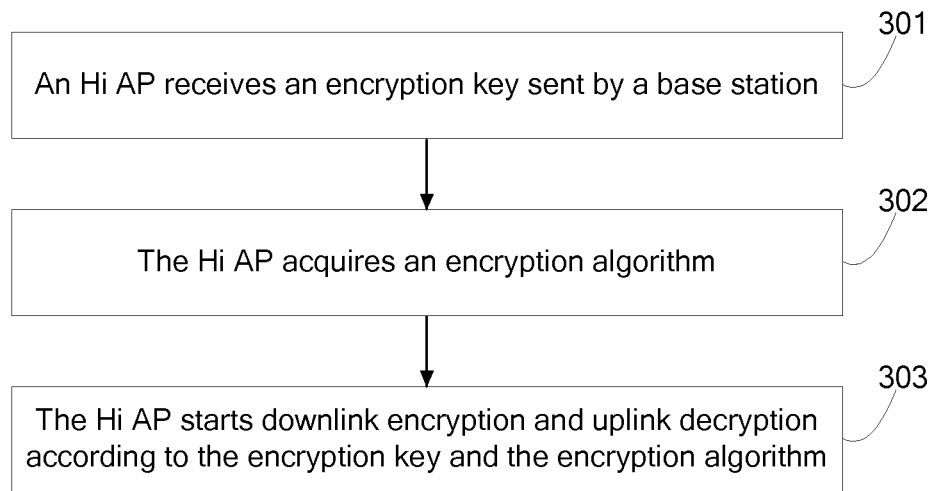 301
An Hi AP receives an encryption key sent by a base station
302
The Hi AP acquires an encryption algorithm
303
The Hi AP starts downlink encryption and uplink decryption
according to the encryption key and the encryption algorithm